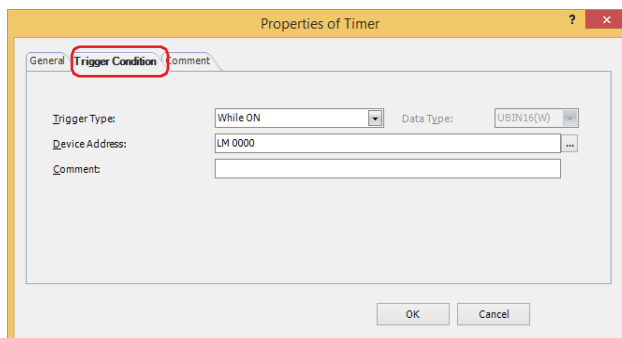 Properties of Timer ? ×
General Trigger Condition Comment
Trigger Type: While ON Data Type: UBIN16(W)
Device Address: LM 0000 ...
Comment:
OK Cancel